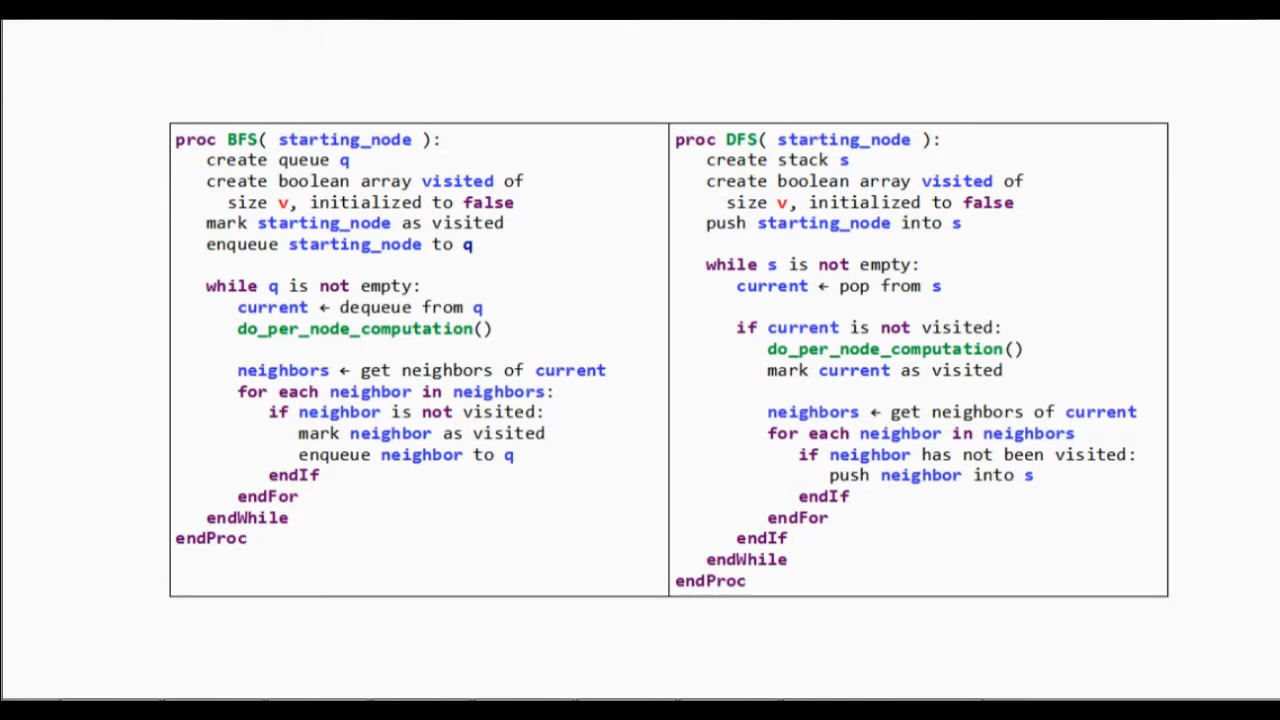 proc BFS( starting_node ):
create queue q
create boolean array visited of
size v, initialized to false
mark starting_node as visited
enqueue starting_node to q
while q is not empty:
current ← dequeue from q
do_per_node_computation()
neighbors ← get neighbors of current
for each neighbor in neighbors:
if neighbor is not visited:
mark neighbor as visited
enqueue neighbor to q
endIf
endFor
endWhile
endProc
proc DFS( starting_node ):
create stack s
create boolean array visited of
size v, initialized to false
push starting_node into s
while s is not empty:
current ← pop from s
if current is not visited:
do_per_node_computation()
mark current as visited
neighbors ← get neighbors of current
for each neighbor in neighbors
if neighbor has not been visited:
push neighbor into s
endIf
endFor
endIf
endWhile
endProc